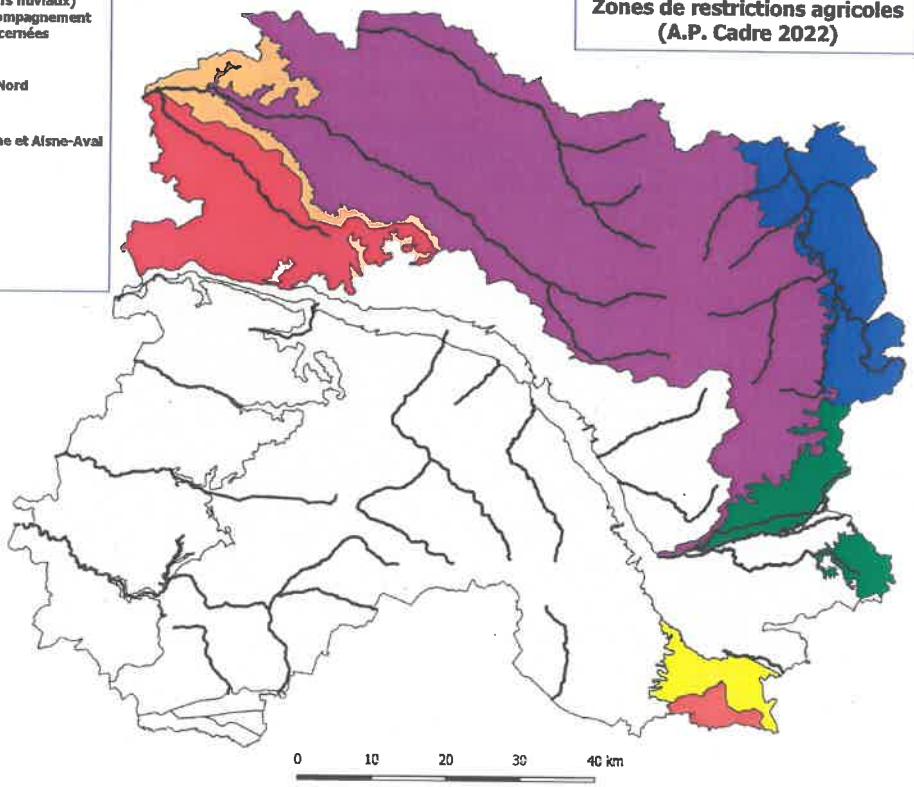 ompagnement
cernées
Nord
ne et Aisne-Aval
Zones de restrictions agricoles
(A.P. Cadre 2022)
0 10 20 30 40 km